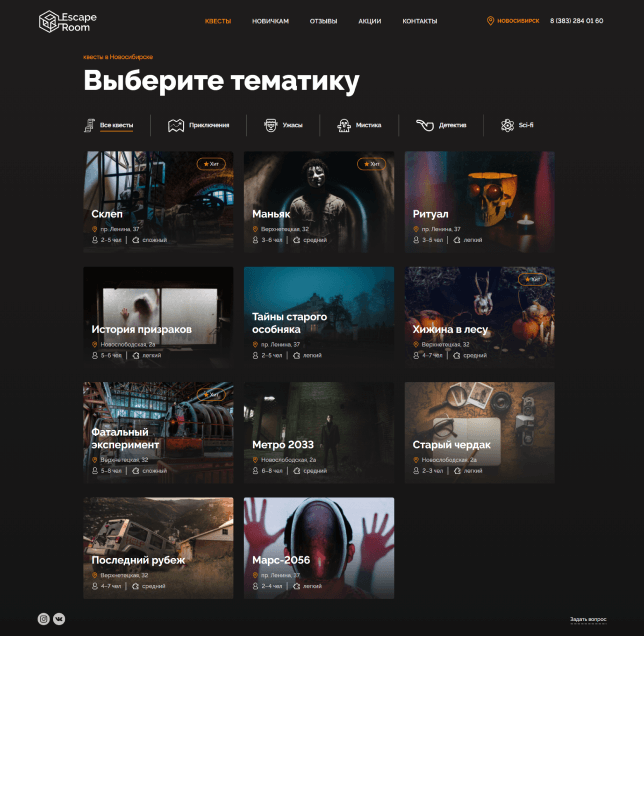 Escape
Room
КВЕСТЫ
НОВИЧКАМ
ОТЗЫВЫ
АКЦИИ
КОНТАКТЫ
НОВОСИБИРСК
8 (383) 284 01 60
квесты в Новосибирске
Выберите тематику
Все квесты
Приключения
Ужасы
Мистика
Детектив
Sci-fi
Хит
Склеп
пр. Ленина, 37
2–5 чел
сложный
Хит
Маньяк
Верхнетецкая, 32
3–6 чел
средний
Ритуал
пр. Ленина, 37
3–5 чел
легкий
История призраков
Новослободская, 2а
5–6 чел
легкий
Тайны старого
особняка
пр. Ленина, 37
2–5 чел
легкий
Хит
Хижина в лесу
Верхнетецкая, 32
4–7 чел
средний
Хит
Фатальный
эксперимент
Верхнетецкая, 32
5–8 чел
сложный
Метро 2033
Новослободская, 2а
6–8 чел
средний
Старый чердак
Новослободская, 2а
2–3 чел
легкий
Последний рубеж
Верхнетецкая, 32
4–7 чел
средний
Марс-2056
пр. Ленина, 37
2–4 чел
легкий
Задать вопрос